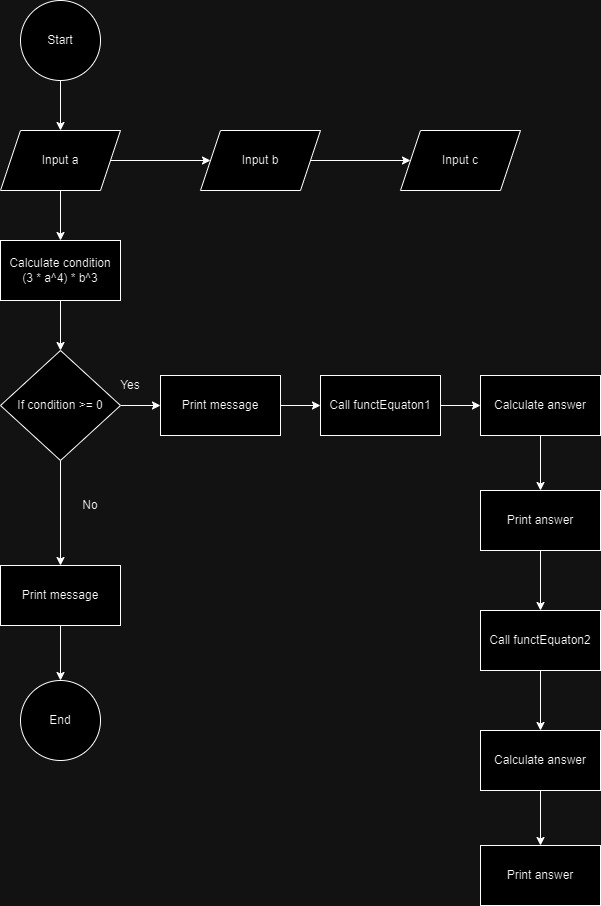 Start
Input a
Input b
Input c
Calculate condition
(3 * a^4) * b^3
If condition >= 0
Yes
Print message
Call functEquaton1
Calculate answer
No
Print answer
Print message
Call functEquaton2
End
Calculate answer
Print answer